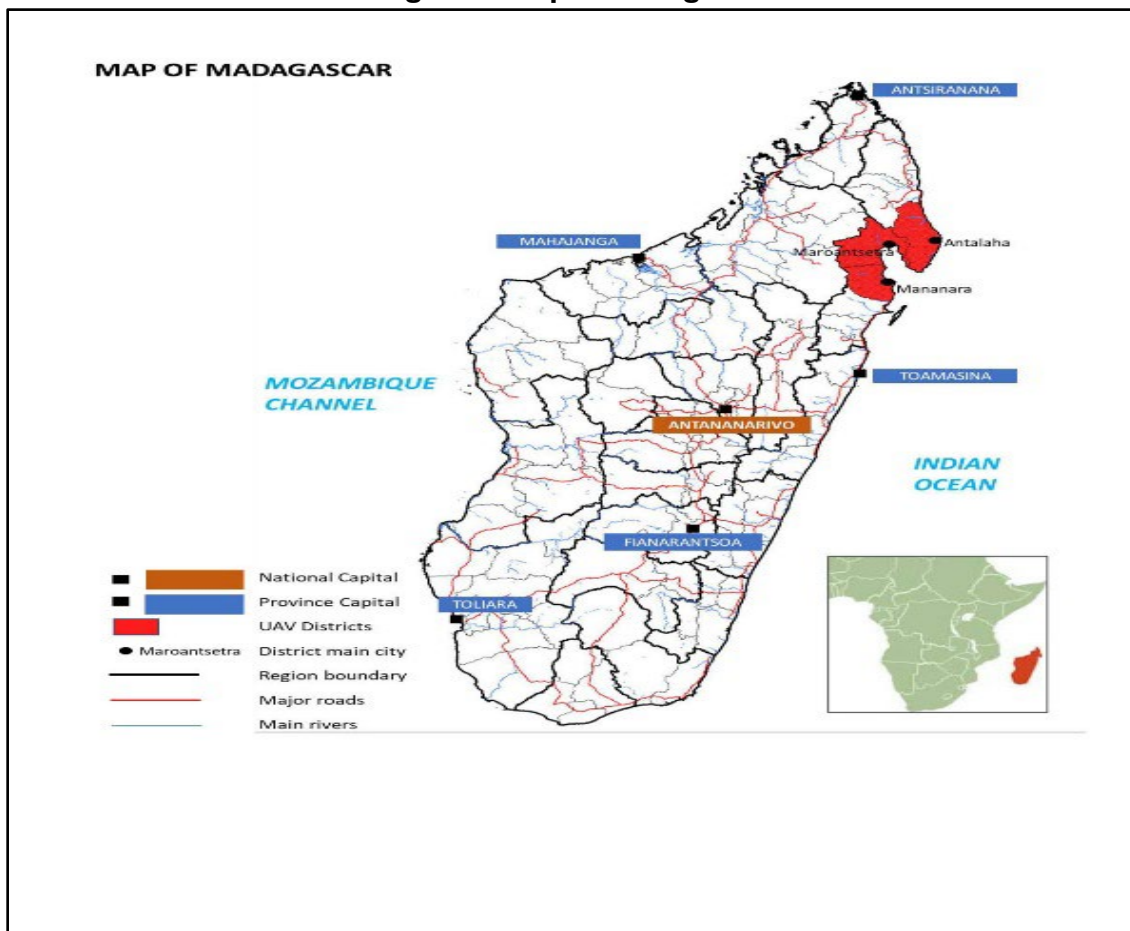 MAP OF MADAGASCAR
ANTSIRANANA
MAHAJANGA
Maroantsetra
Antalaha
Mananara
MOZAMBIQUE
CHANNEL
TOAMASINA
ANTANANARIVO
INDIAN
OCEAN
FIANARANTSOA
TOLIARA
National Capital
Province Capital
UAV Districts
Maroantsetra District main city
Region boundary
Major roads
Main rivers